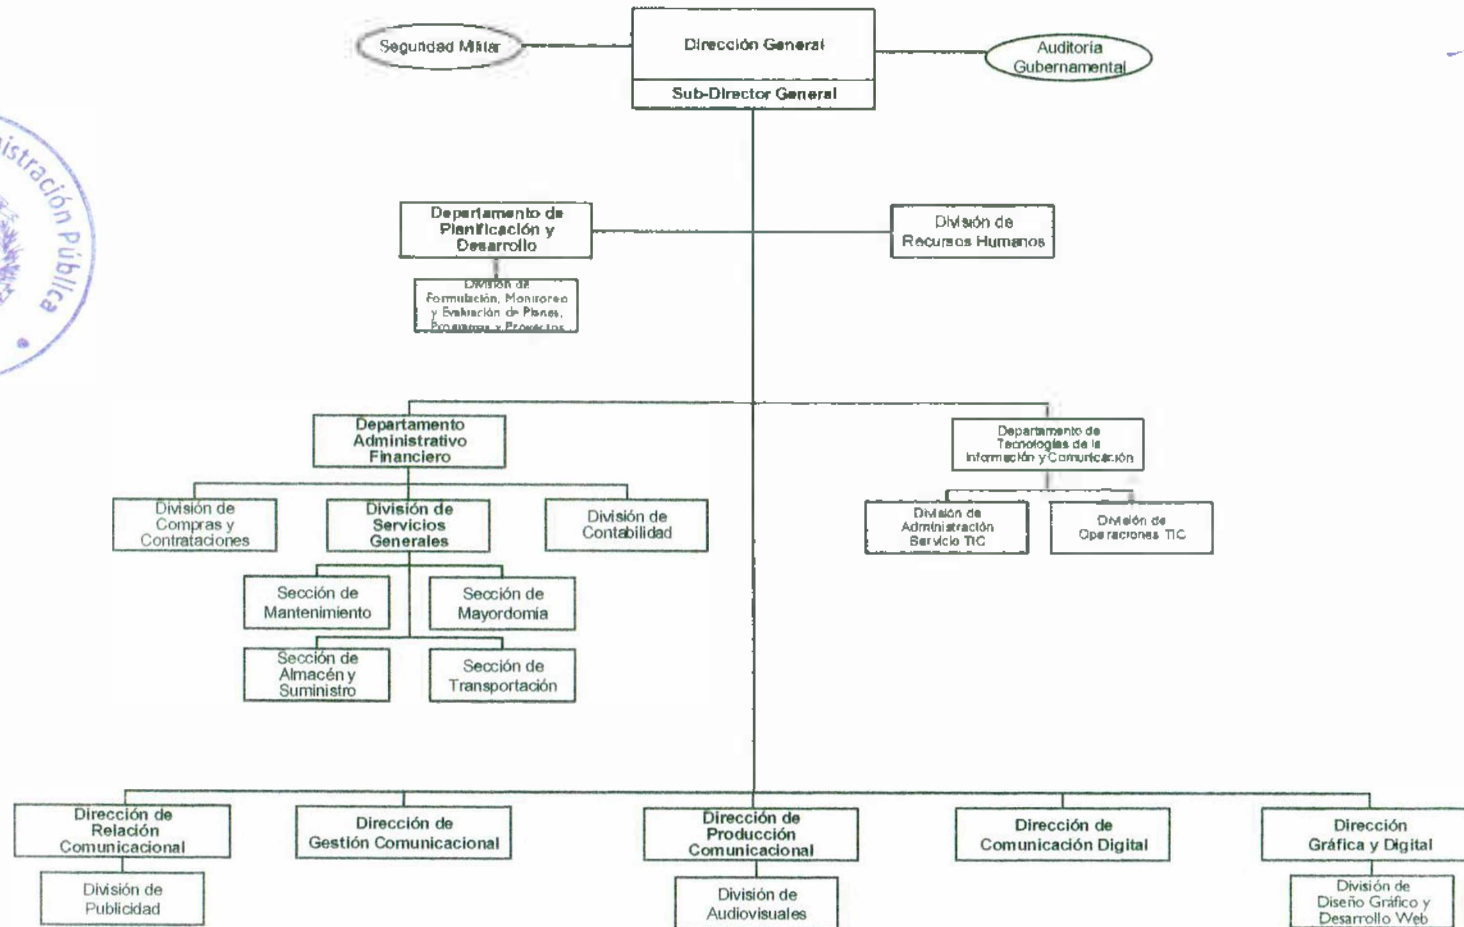 Seguridad Militar
Dirección General
Sub-Director General
Auditoría
Gubernamental
Administración Pública
Departamento de
Planificación y
Desarrollo
División de
Recursos Humanos
División de
Formulación, Monitoreo
y Evaluación de Planes,
Programas y Proyectos
Departamento
Administrativo
Financiero
Departamento de
Tecnologías de la
Información y Comunicación
División de
Compras y
Contrataciones
División de
Servicios
Generales
División de
Contabilidad
División de
Administración
Servicio TIC
División de
Operaciones TIC
Sección de
Mantenimiento
Sección de
Mayordomía
Sección de
Almacén y
Suministro
Sección de
Transportación
Dirección de
Relación
Comunicacional
Dirección de
Gestión Comunicacional
Dirección de
Producción
Comunicacional
Dirección de
Comunicación Digital
Dirección
Gráfica y Digital
División de
Publicidad
División de
Audiovisuales
División de
Diseño Gráfico y
Desarrollo Web